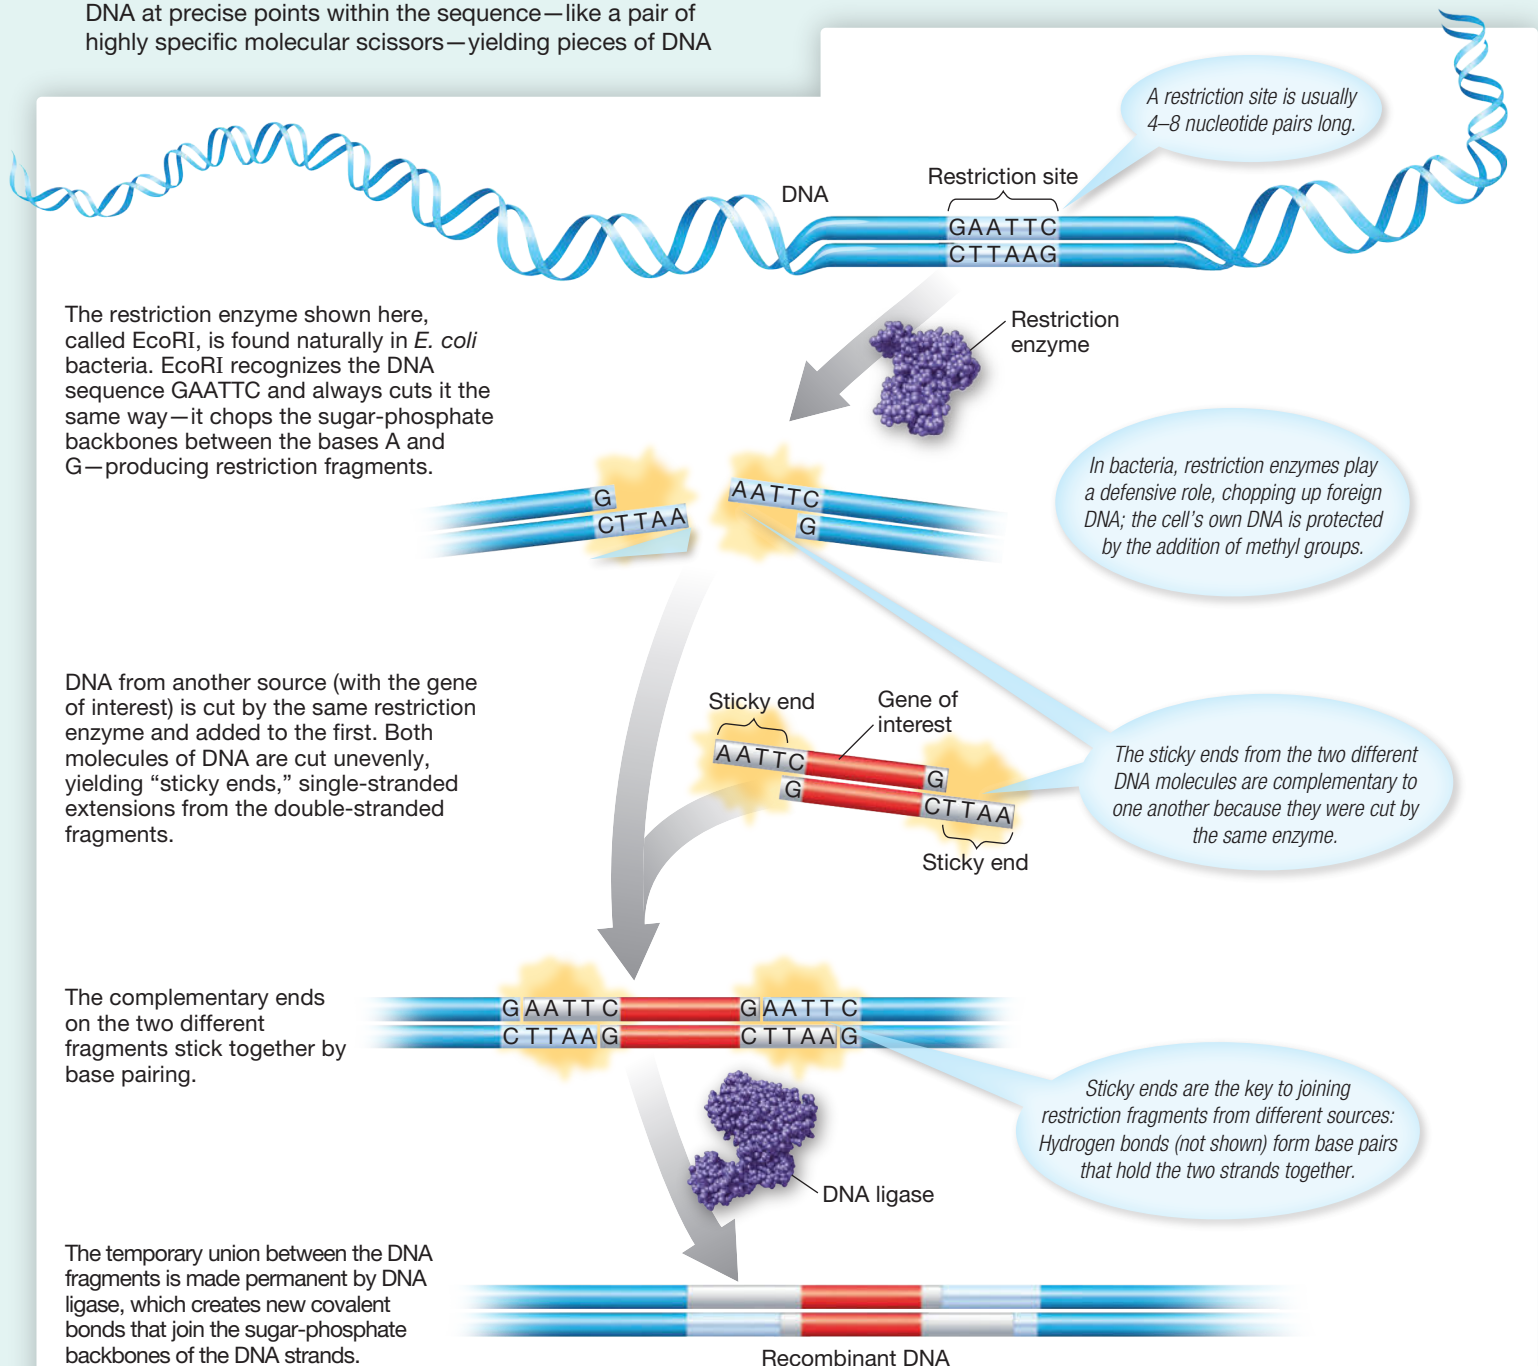 DNA at precise points within the sequence—like a pair of
highly specific molecular scissors—yielding pieces of DNA
A restriction site is usually
4–8 nucleotide pairs long.
DNA
Restriction site
GAATTC
CTTAAG
The restriction enzyme shown here,
called EcoRI, is found naturally in E. coli
bacteria. EcoRI recognizes the DNA
sequence GAATTC and always cuts it the
same way—it chops the sugar-phosphate
backbones between the bases A and
G—producing restriction fragments.
Restriction
enzyme
G
CTTAA
AATTC
G
In bacteria, restriction enzymes play
a defensive role, chopping up foreign
DNA; the cell's own DNA is protected
by the addition of methyl groups.
DNA from another source (with the gene
of interest) is cut by the same restriction
enzyme and added to the first. Both
molecules of DNA are cut unevenly,
yielding “sticky ends,” single-stranded
extensions from the double-stranded
fragments.
Sticky end
Gene of
interest
AATTC
G
G
CTTAA
Sticky end
The sticky ends from the two different
DNA molecules are complementary to
one another because they were cut by
the same enzyme.
The complementary ends
on the two different
fragments stick together by
base pairing.
GAATTC
GAATTC
CTTAAG
CTTAAG
Sticky ends are the key to joining
restriction fragments from different sources:
Hydrogen bonds (not shown) form base pairs
that hold the two strands together.
DNA ligase
The temporary union between the DNA
fragments is made permanent by DNA
ligase, which creates new covalent
bonds that join the sugar-phosphate
backbones of the DNA strands.
Recombinant DNA